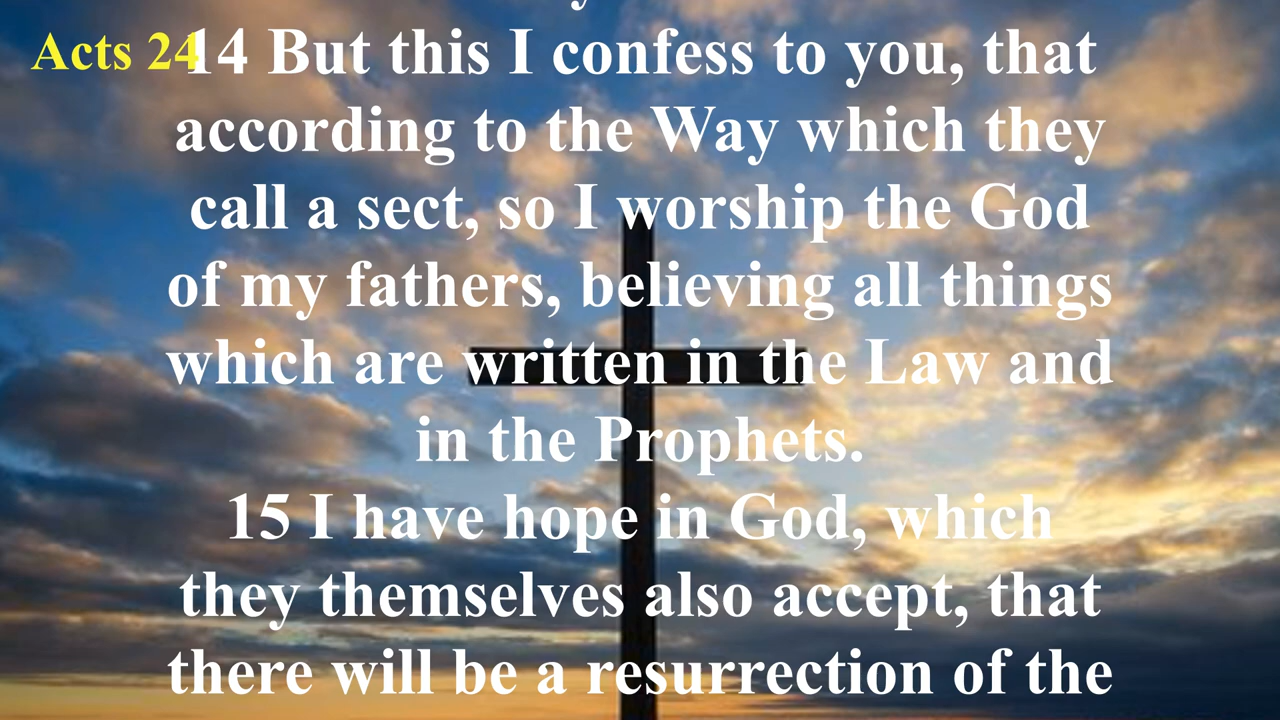 Acts 24
14 But this I confess to you, that
according to the Way which they
call a sect, so I worship the God
of my fathers, believing all things
which are written in the Law and
in the Prophets.
15 I have hope in God, which
they themselves also accept, that
there will be a resurrection of the